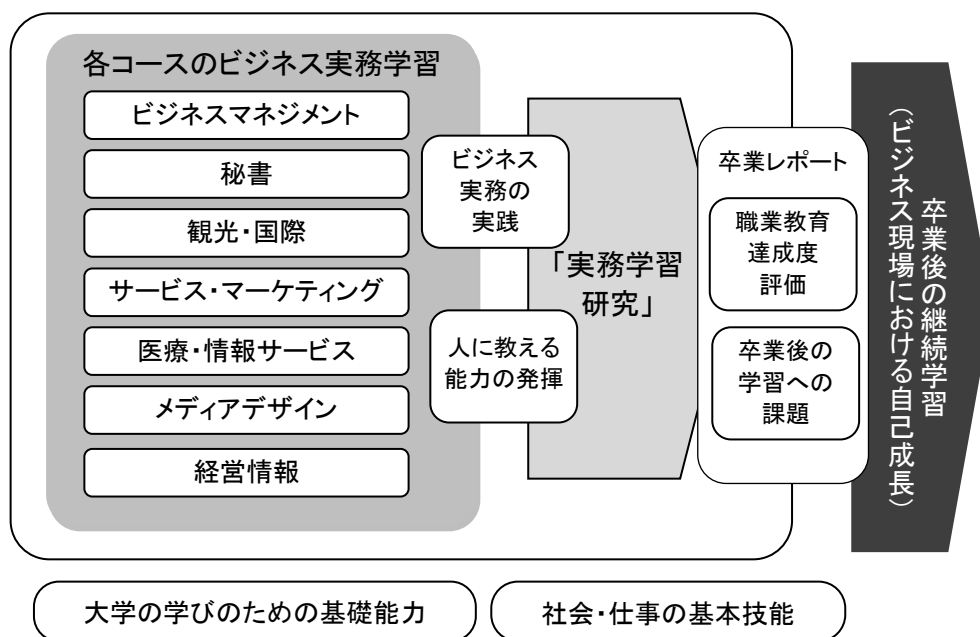 各コースのビジネス実務学習
ビジネスマネジメント
秘書
観光・国際
サービス・マーケティング
医療・情報サービス
メディアデザイン
経営情報
ビジネス
実務の
実践
人に教える
能力の発揮
「実務学習
研究」
卒業レポート
職業教育
達成度
評価
卒業後の
学習への
課題
卒業後の継続学習
（ビジネス現場における自己成長）
大学の学びのための基礎能力
社会・仕事の基本技能